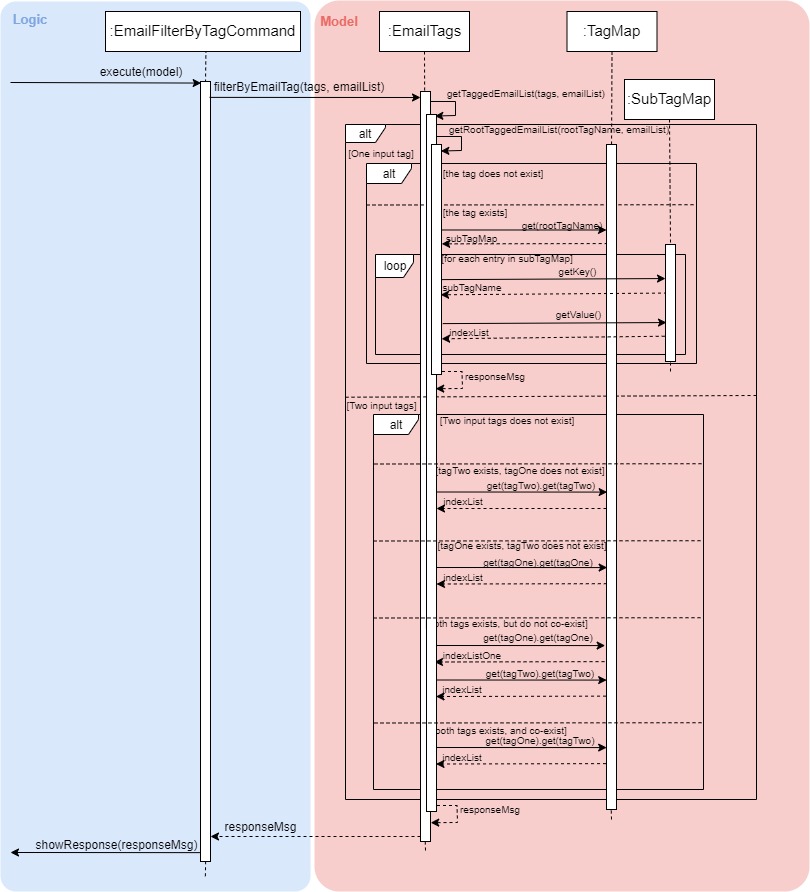 Logic
Model
:EmailFilterByTagCommand
:EmailTags
:TagMap
execute(model)
filterByEmailTag(tags, emailList)
getTaggedEmailList(tags, emailList)
:SubTagMap
alt
getRootTaggedEmailList(rootTagName, emailList)
[One input tag]
alt
[the tag does not exist]
[the tag exists]
get(rootTagName)
subTagMap
loop
[for each entry in subTagMap]
getKey()
subTagName
getValue()
indexList
responseMsg
[Two input tags]
alt
[Two input tags does not exist]
[tagTwo exists, tagOne does not exists]
get(tagTwo).get(tagTwo)
indexList
[tagOne exists, tagTwo does not exists]
get(tagOne).get(tagOne)
indexList
oth tags exists, but do not co-exist]
get(tagOne).get(tagOne)
indexListOne
get(tagTwo).get(tagTwo)
indexList
both tags exists, and co-exist]
get(tagOne).get(tagTwo)
indexList
responseMsg
responseMsg
showResponse(responseMsg)